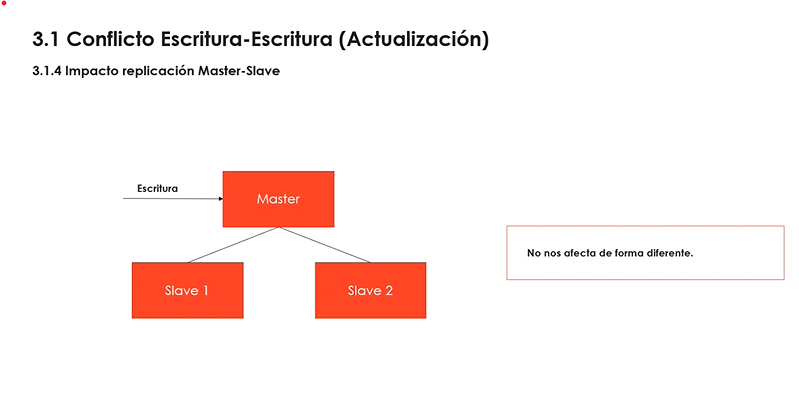 3.1 Conflicto Escritura-Escritura (Actualización)
3.1.4 Impacto replicación Master-Slave
Escritura
Master
No nos afecta de forma diferente.
Slave 1
Slave 2